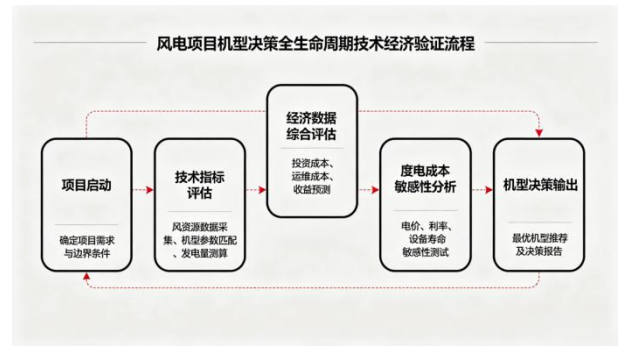 风电项目机型决策全生命周期技术经济验证流程
项目启动
确定项目需求
与边界条件
技术指标
评估
风资源数据采
集、机型参数匹配
、发电量测算
经济数据
综合评估
投资成本、
运维成本、
收益预测
度电成本
敏感性分析
电价、利率、
设备寿命
敏感性测试
机型决策输出
最优机型推荐
及决策报告